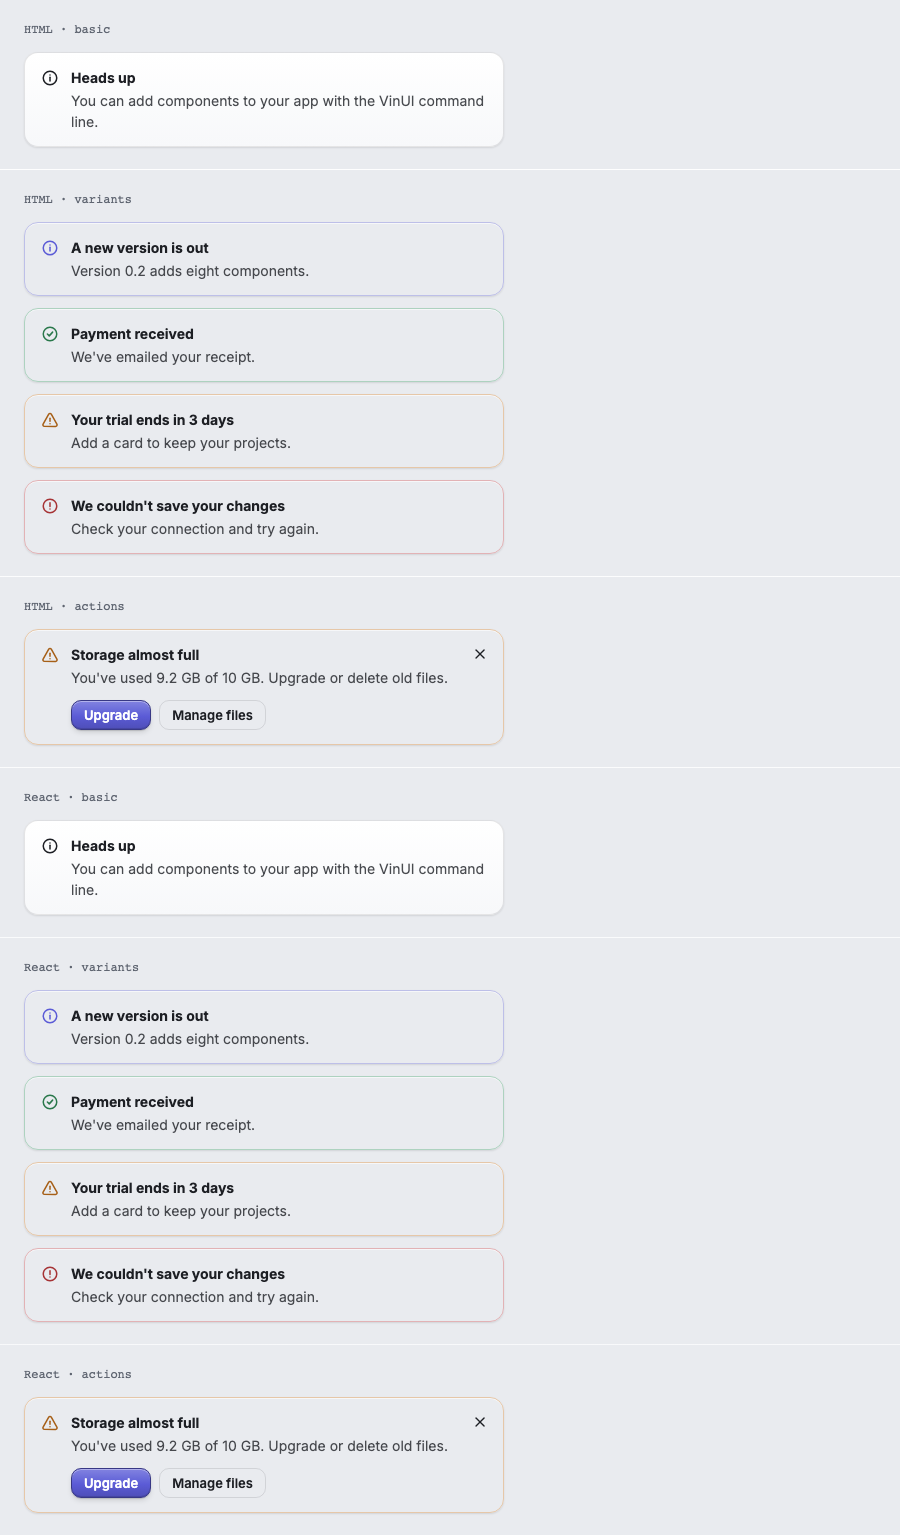 HTML · basic
Heads up
You can add components to your app with the VinUI command
line.
HTML · variants
A new version is out
Version 0.2 adds eight components.
Payment received
We've emailed your receipt.
Your trial ends in 3 days
Add a card to keep your projects.
We couldn't save your changes
Check your connection and try again.
HTML · actions
Storage almost full
You've used 9.2 GB of 10 GB. Upgrade or delete old files.
Upgrade Manage files
React · basic
Heads up
You can add components to your app with the VinUI command
line.
React · variants
A new version is out
Version 0.2 adds eight components.
Payment received
We've emailed your receipt.
Your trial ends in 3 days
Add a card to keep your projects.
We couldn't save your changes
Check your connection and try again.
React · actions
Storage almost full
You've used 9.2 GB of 10 GB. Upgrade or delete old files.
Upgrade Manage files